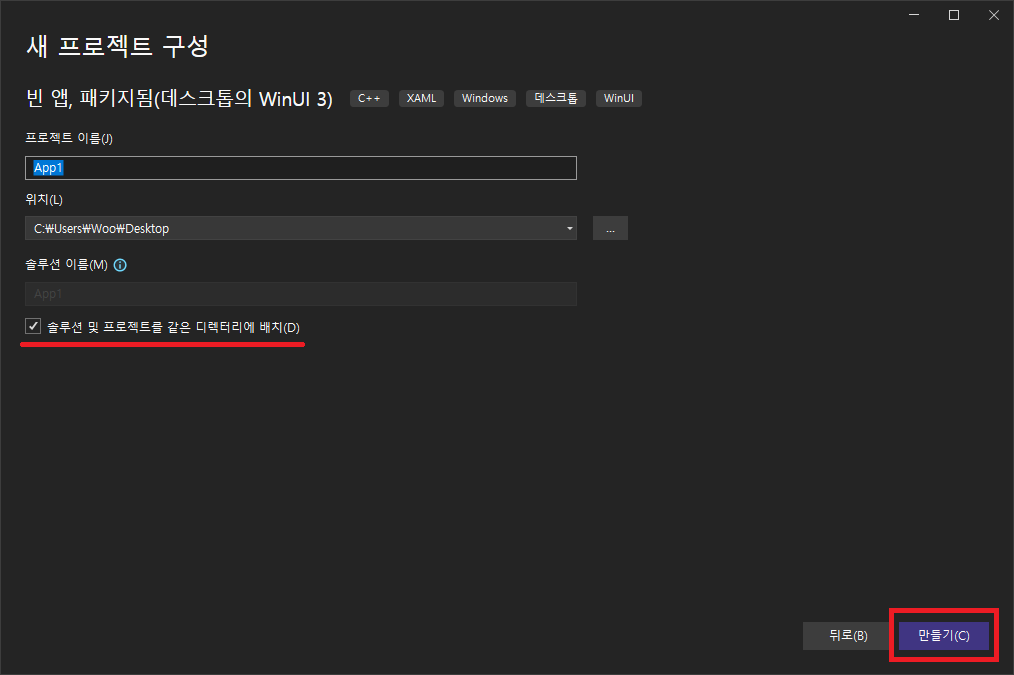 새 프로젝트 구성
빈 앱, 패키지됨(데스크톱의 WinUI 3) C++ XAML Windows 데스크톱 WinUI
프로젝트 이름(J)
App1
위치(L)
C:\Users\Woo\Desktop ...
솔루션 이름(M)
App1
솔루션 및 프로젝트를 같은 디렉터리에 배치(D)
뒤로(B) 만들기(C)